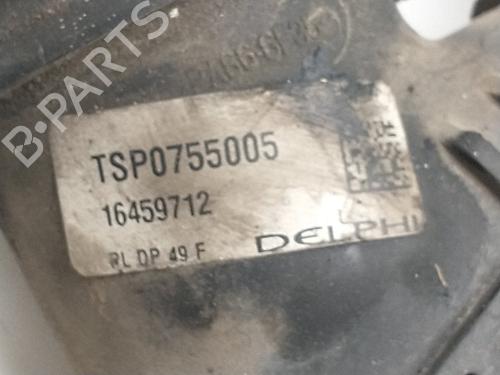 TSP0755005
16459712
RL DP 49 F
DELPHI
B-PARTS